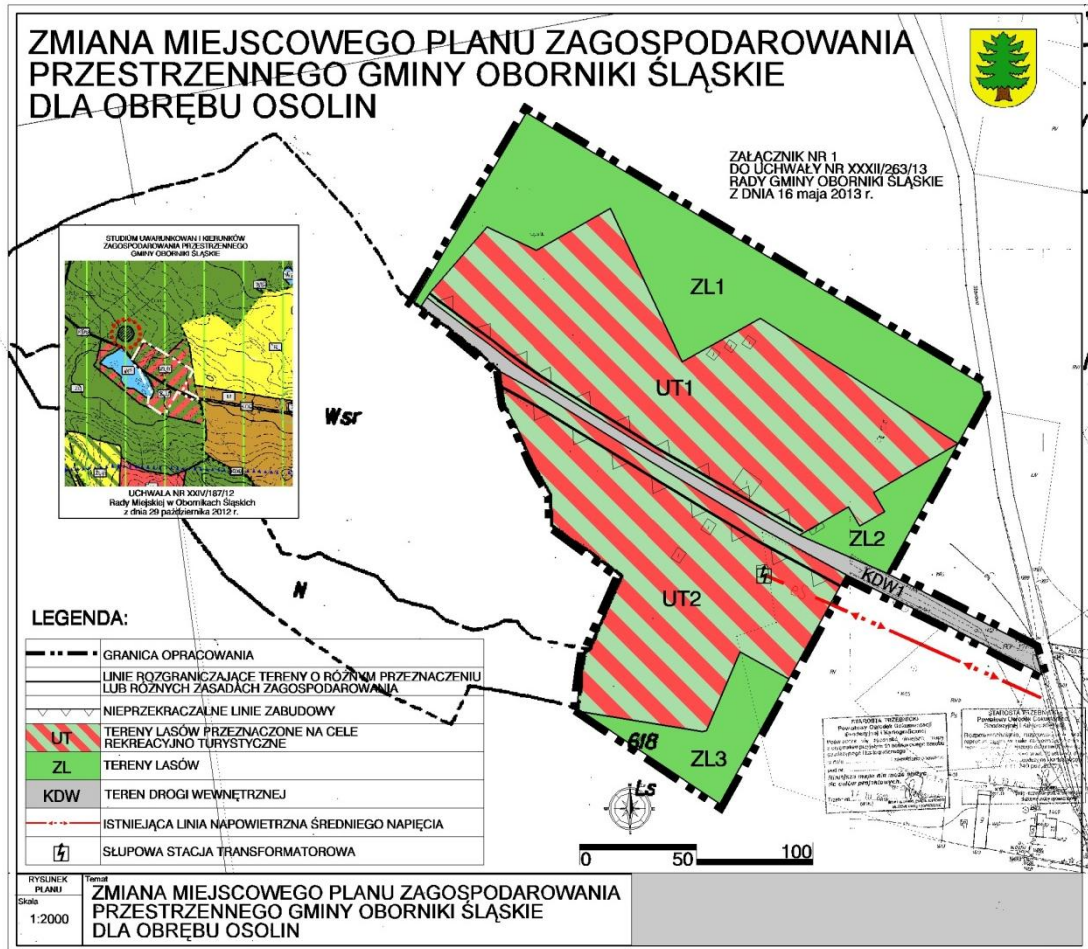 ZMIANA MIEJSCOWEGO PLANU ZAGOSPODAROWANIA
PRZESTRZENNEGO GMINY OBORNIKI ŚLĄSKIE
DLA OBRĘBU OSOLIN
ZAŁĄCZNIK NR 1
DO UCHWAŁY NR XXXII/263/13
RADY GMINY OBORNIKI ŚLĄSKIE
Z DNIA 16 maja 2013 r.
STUDIUM UWARUNKOWAŃ I KIERUNKÓW
ZAGOSPODAROWANIA PRZESTRZENNEGO
GMINY OBORNIKI ŚLĄSKIE
UCHWAŁA NR XXIV/187/12
Rady Miejskiej w Obornikach Śląskich
z dnia 29 października 2012 r.
ZL1
UT1
Wsr
ZL2
KDW1
UT2
N
6/8
ZL3
Ls
LEGENDA:
GRANICA OPRACOWANIA
LINIE ROZGRANICZAJĄCE TERENY O RÓŻNYM PRZEZNACZENIU
LUB RÓŻNYCH ZASADACH ZAGOSPODAROWANIA
NIEPRZEKRACZALNE LINIE ZABUDOWY
UT
TERENY LASÓW PRZEZNACZONE NA CELE
REKREACYJNO TURYSTYCZNE
ZL
TERENY LASÓW
KDW
TEREN DROGI WEWNĘTRZNEJ
ISTNIEJĄCA LINIA NAPOWIETRZNA ŚREDNIEGO NAPIĘCIA
SŁUPOWA STACJA TRANSFORMATOROWA
0 50 100
STAROSTA TRZEBNICKI
RYSUNEK
PLANU
Skala
1:2000
Temat
ZMIANA MIEJSCOWEGO PLANU ZAGOSPODAROWANIA
PRZESTRZENNEGO GMINY OBORNIKI ŚLĄSKIE
DLA OBRĘBU OSOLIN